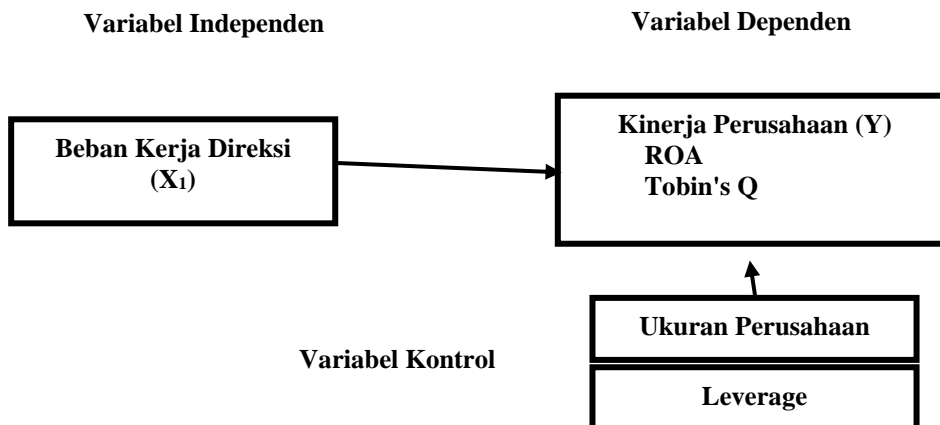 Variabel Independen
Variabel Dependen
Beban Kerja Direksi
(X₁)
Kinerja Perusahaan (Y)
ROA
Tobin's Q
Ukuran Perusahaan
Variabel Kontrol
Leverage